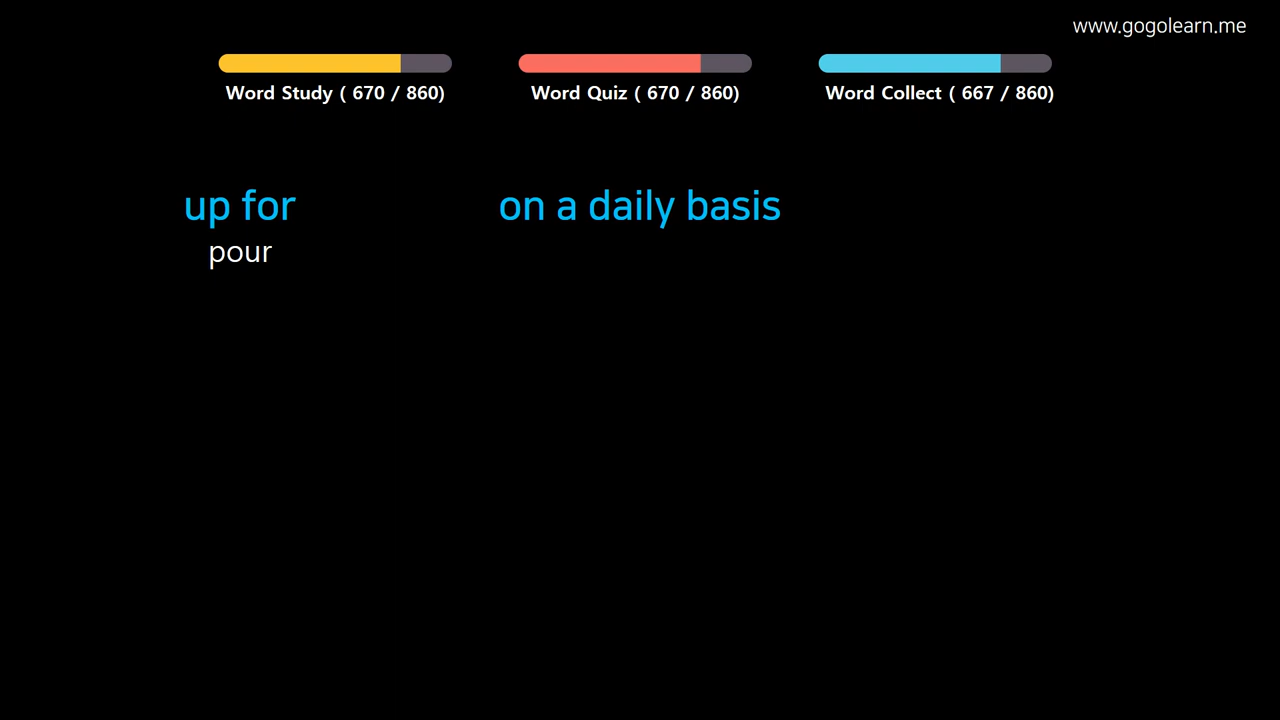 www.gogolearn.me
Word Study ( 670 / 860)
Word Quiz ( 670 / 860)
Word Collect ( 667 / 860)
up for
on a daily basis
pour